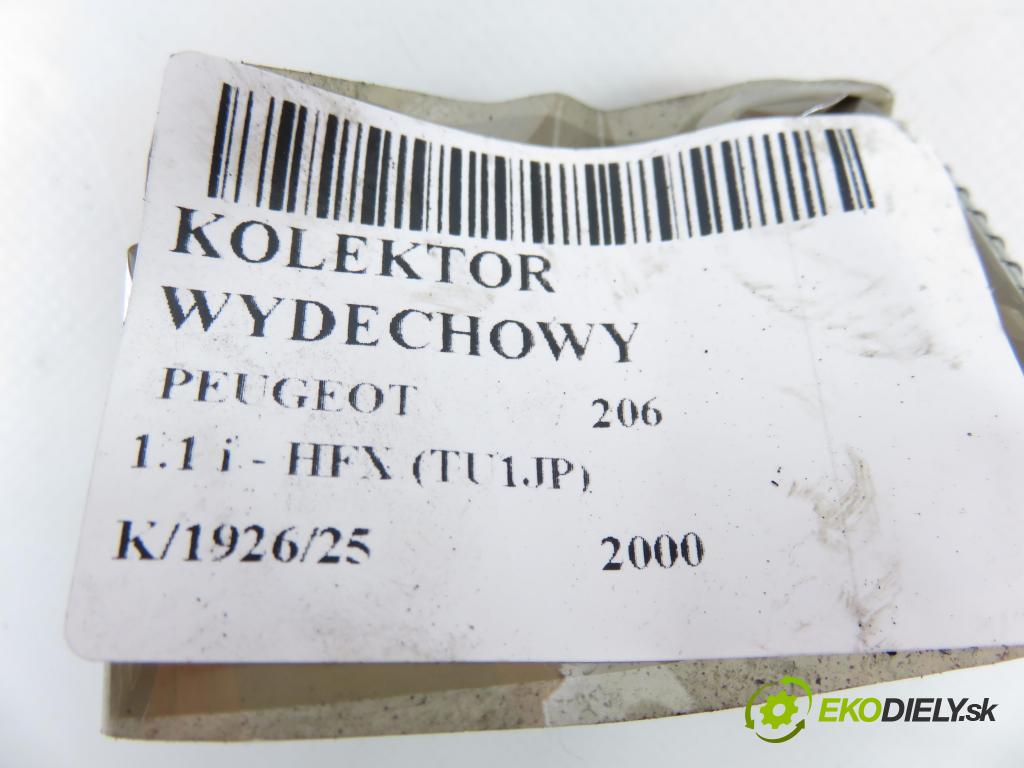 KOLEKTOR
WYDECHOWY
PEUGEOT 206
1.1 i - HFX (TU1JP)
K/1926/25 2000
EKODIELY.sk